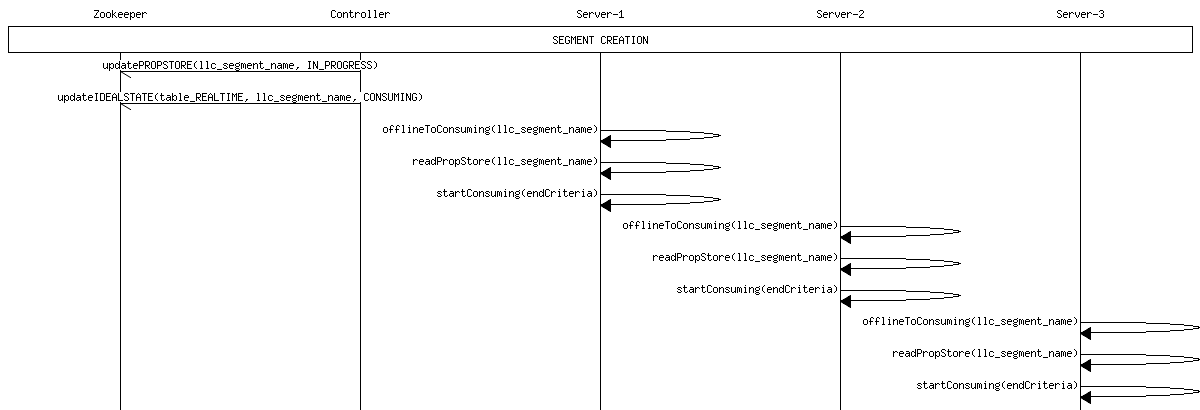 Zookeeper Controller Server-1 Server-2 Server-3
SEGMENT CREATION
updatePROPSTORE(llc_segment_name, IN_PROGRESS)
updateIDEALSTATE(table_REALTIME, llc_segment_name, CONSUMING)
offlineToConsuming(llc_segment_name)
readPropStore(llc_segment_name)
startConsuming(endCriteria)
offlineToConsuming(llc_segment_name)
readPropStore(llc_segment_name)
startConsuming(endCriteria)
offlineToConsuming(llc_segment_name)
readPropStore(llc_segment_name)
startConsuming(endCriteria)